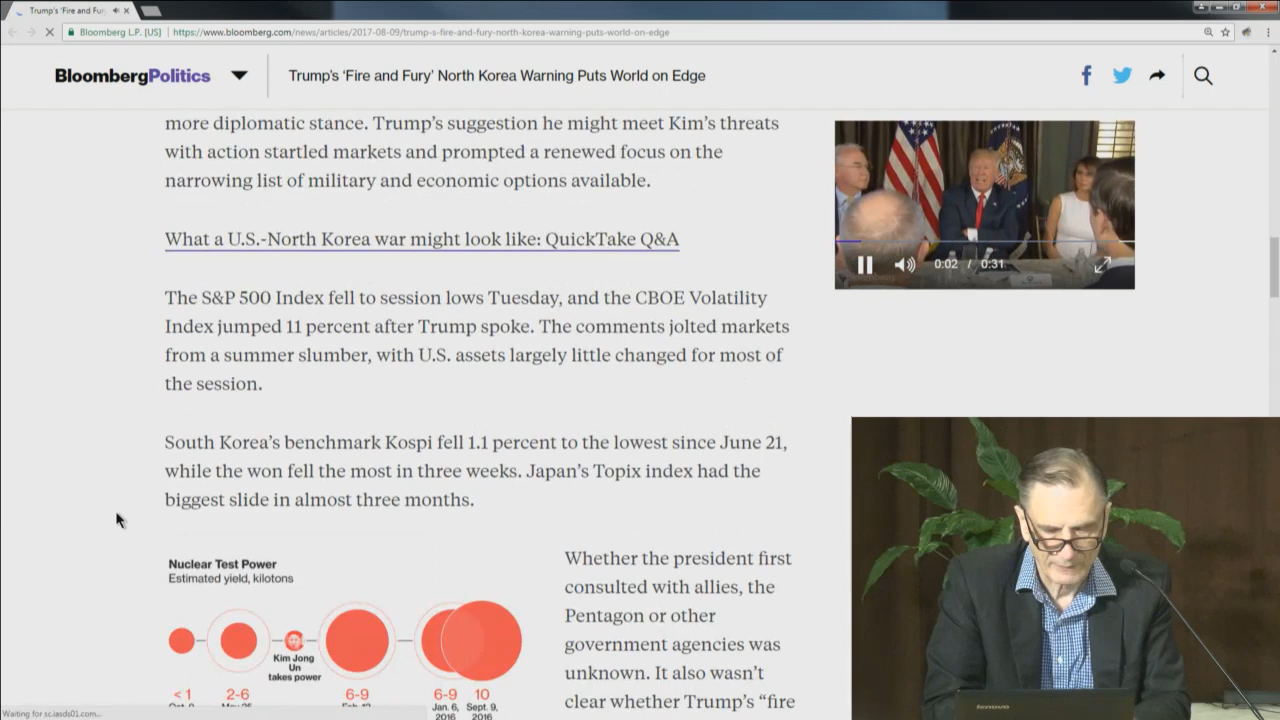 Trump's 'Fire and Fur
Bloomberg L.P. [US]
https://www.bloomberg.com/news/articles/2017-08-09/trump-s-fire-and-fury-north-korea-warning-puts-world-on-edge
BloombergPolitics
Trump's 'Fire and Fury' North Korea Warning Puts World on Edge
more diplomatic stance. Trump's suggestion he might meet Kim's threats
with action startled markets and prompted a renewed focus on the
narrowing list of military and economic options available.
What a U.S.-North Korea war might look like: QuickTake Q&A
The S&P 500 Index fell to session lows Tuesday, and the CBOE Volatility
Index jumped 11 percent after Trump spoke. The comments jolted markets
from a summer slumber, with U.S. assets largely little changed for most of
the session.
South Korea's benchmark Kospi fell 1.1 percent to the lowest since June 21,
while the won fell the most in three weeks. Japan's Topix index had the
biggest slide in almost three months.
0:02 / 0:31
Nuclear Test Power
Estimated yield, kilotons
Kim Jong
Un
takes power
< 1 2-6 6-9 6-9 10
Jan. 6, Sept. 9,
2016 2016
Whether the president first
consulted with allies, the
Pentagon or other
government agencies was
unknown. It also wasn't
clear whether Trump's "fire
Waiting for sc.iasds01.com...
lenovo